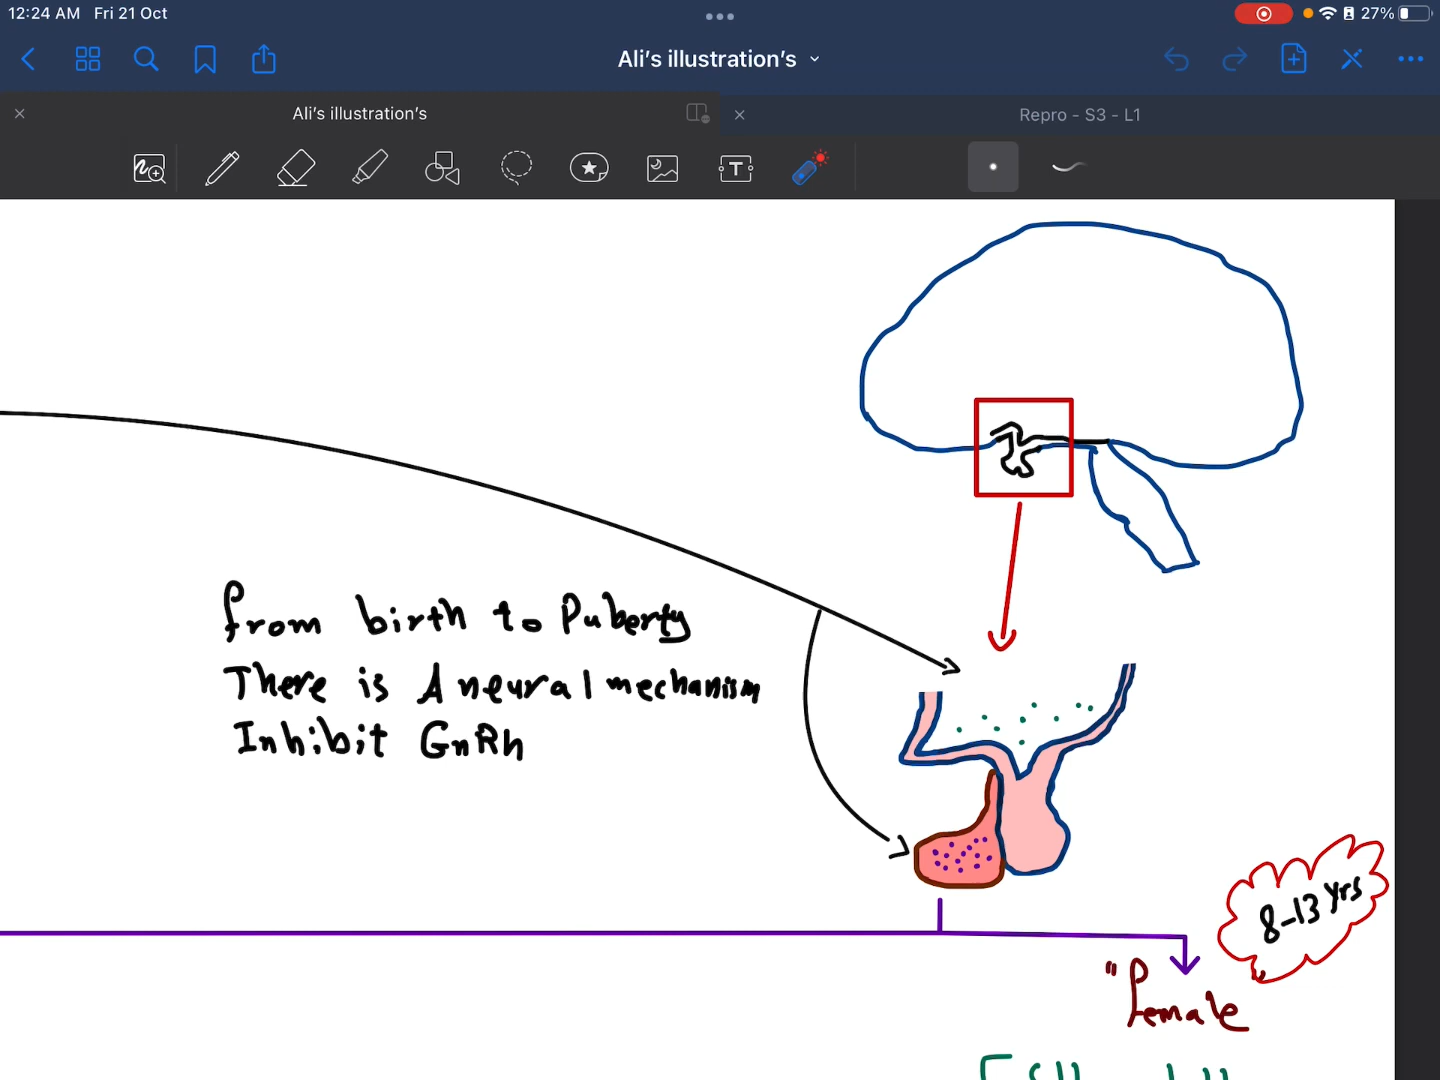 12:24 AM Fri 21 Oct
27%
Ali's illustration's
Ali's illustration's
Repro - S3 - L1
T
from birth to Puberty
There is A neural mechanism
Inhibit GnRh
8-13 yrs
"female